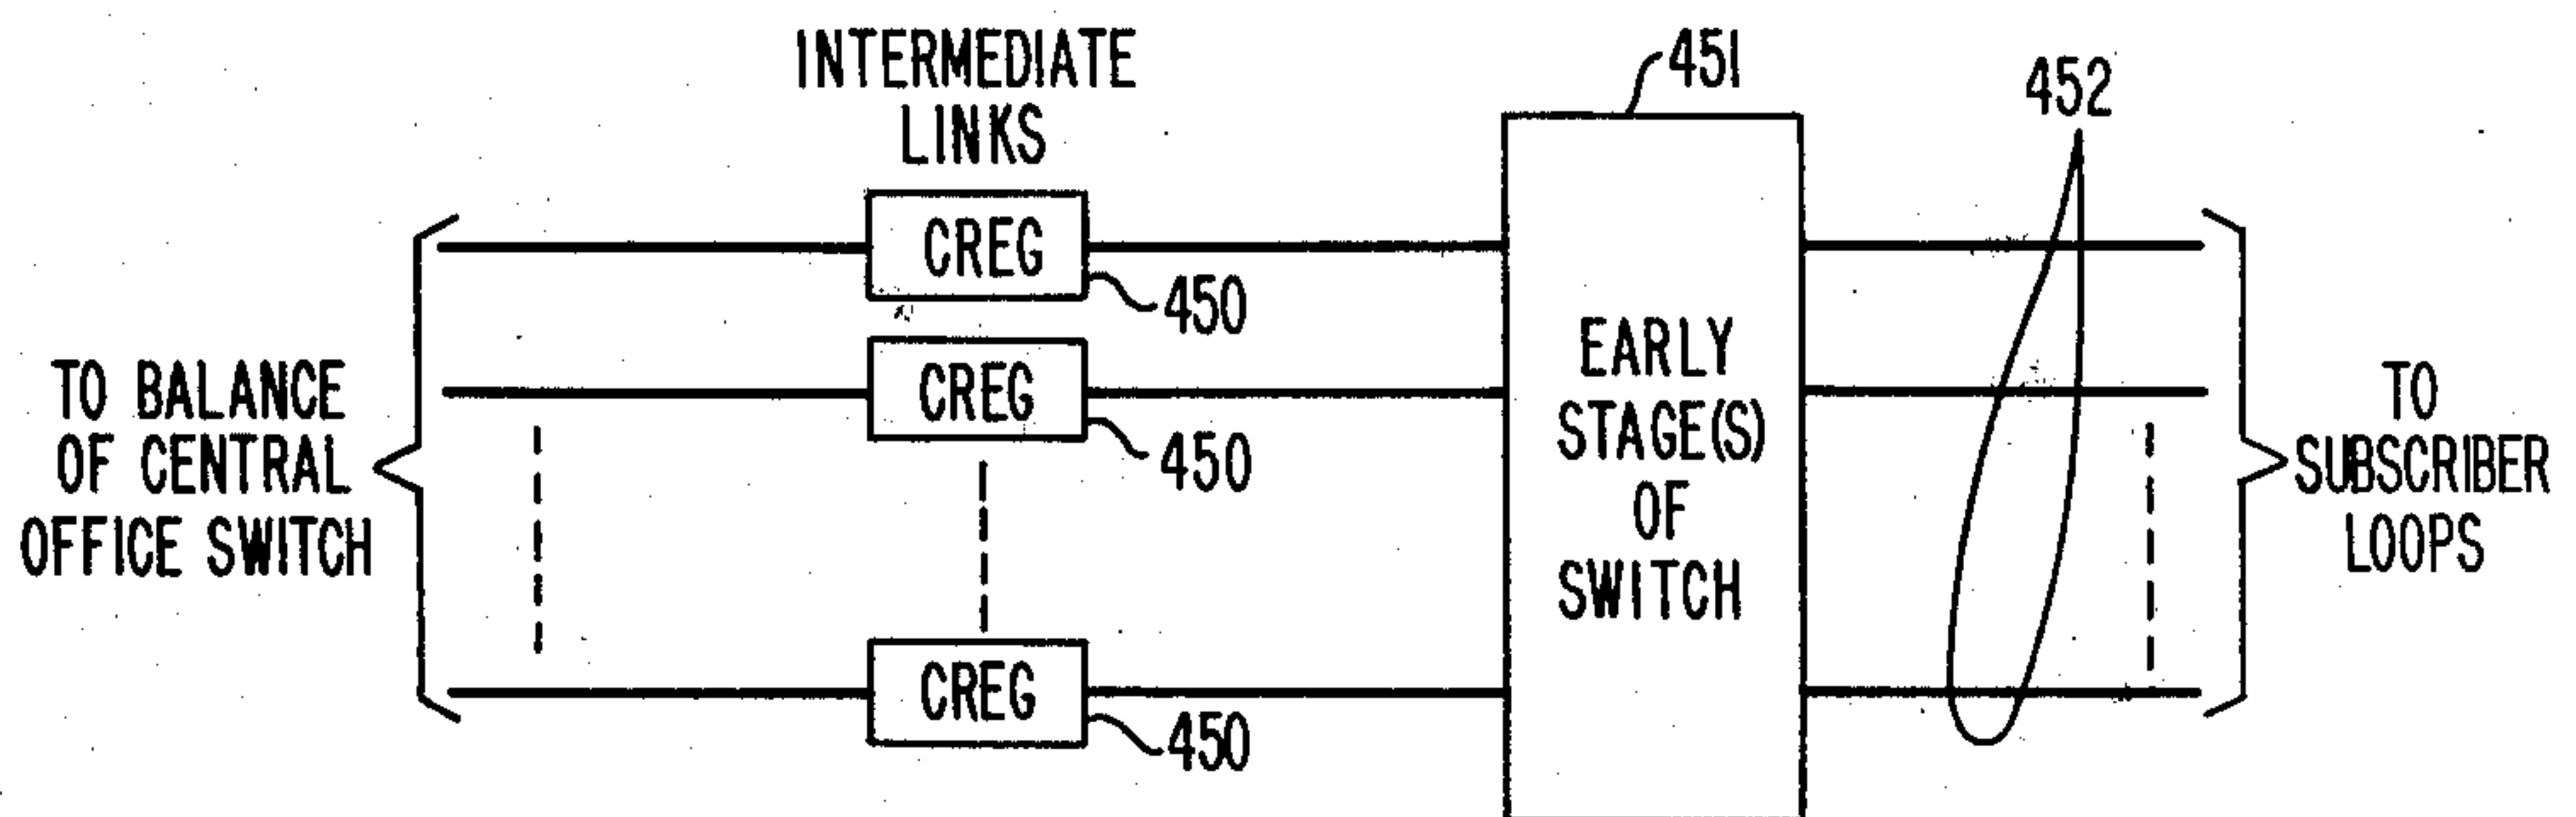 INTERMEDIATE
LINKS
451
452
CREG
450
CREG
450
CREG
450
TO BALANCE
OF CENTRAL
OFFICE SWITCH
EARLY
STAGE(S)
OF
SWITCH
TO
SUBSCRIBER
LOOPS